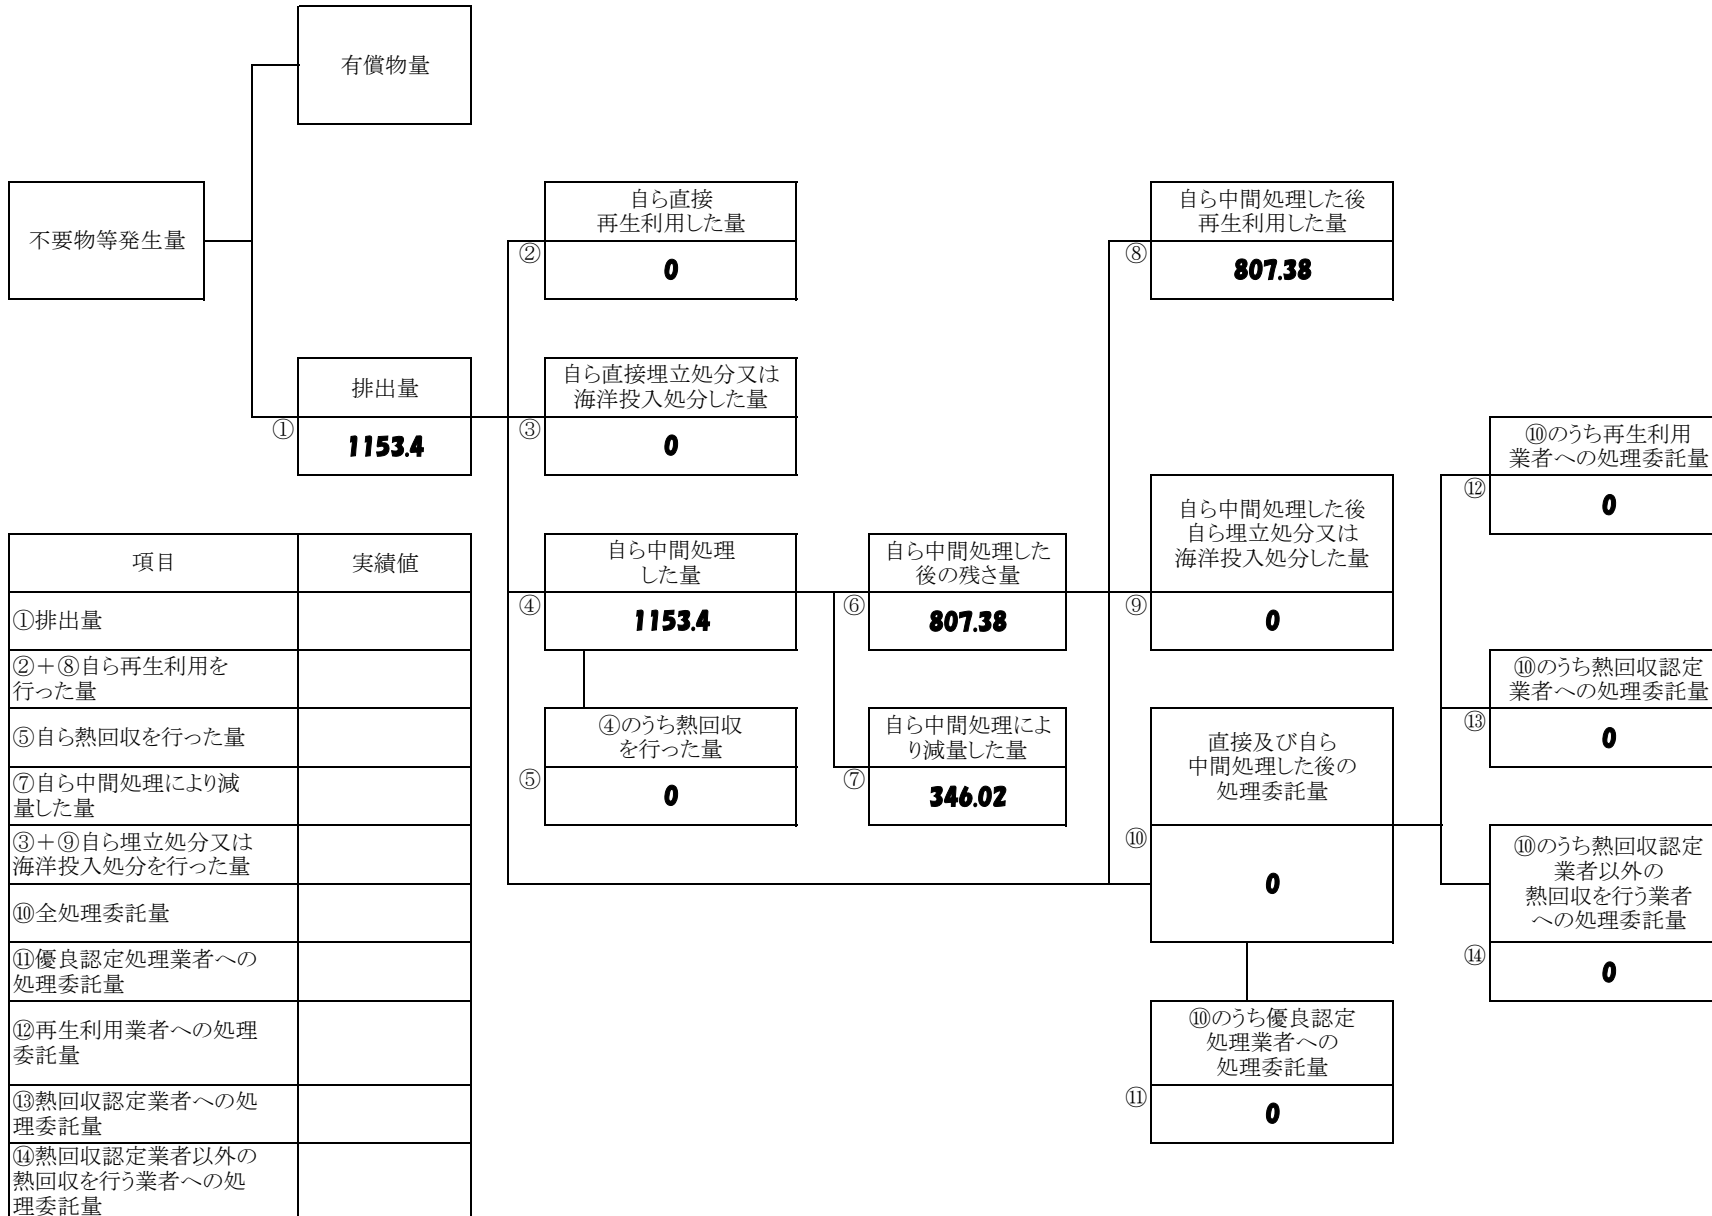 有償物量
不要物等発生量
自ら直接
再生利用した量
②
0
自ら中間処理した後
再生利用した量
⑧
807.38
排出量
①
1153.4
自ら直接埋立処分又は
海洋投入処分した量
③
0
⑩のうち再生利用
業者への処理委託量
⑫
0
自ら中間処理
した量
④
1153.4
自ら中間処理した
後の残さ量
⑥
807.38
自ら中間処理した後
自ら埋立処分又は
海洋投入処分した量
⑨
0
⑩のうち熱回収認定
業者への処理委託量
⑬
0
④のうち熱回収
を行った量
⑤
0
自ら中間処理によ
り減量した量
⑦
346.02
直接及び自ら
中間処理した後の
処理委託量
⑩
0
⑩のうち熱回収認定
業者以外の
熱回収を行う業者
への処理委託量
⑭
0
⑩のうち優良認定
処理業者への
処理委託量
⑪
0
項目
実績値
①排出量
②+⑧自ら再生利用を
行った量
⑤自ら熱回収を行った量
⑦自ら中間処理により減
量した量
③+⑨自ら埋立処分又は
海洋投入処分を行った量
⑩全処理委託量
⑪優良認定処理業者への
処理委託量
⑫再生利用業者への処理
委託量
⑬熱回収認定業者への処
理委託量
⑭熱回収認定業者以外の
熱回収を行う業者への処
理委託量